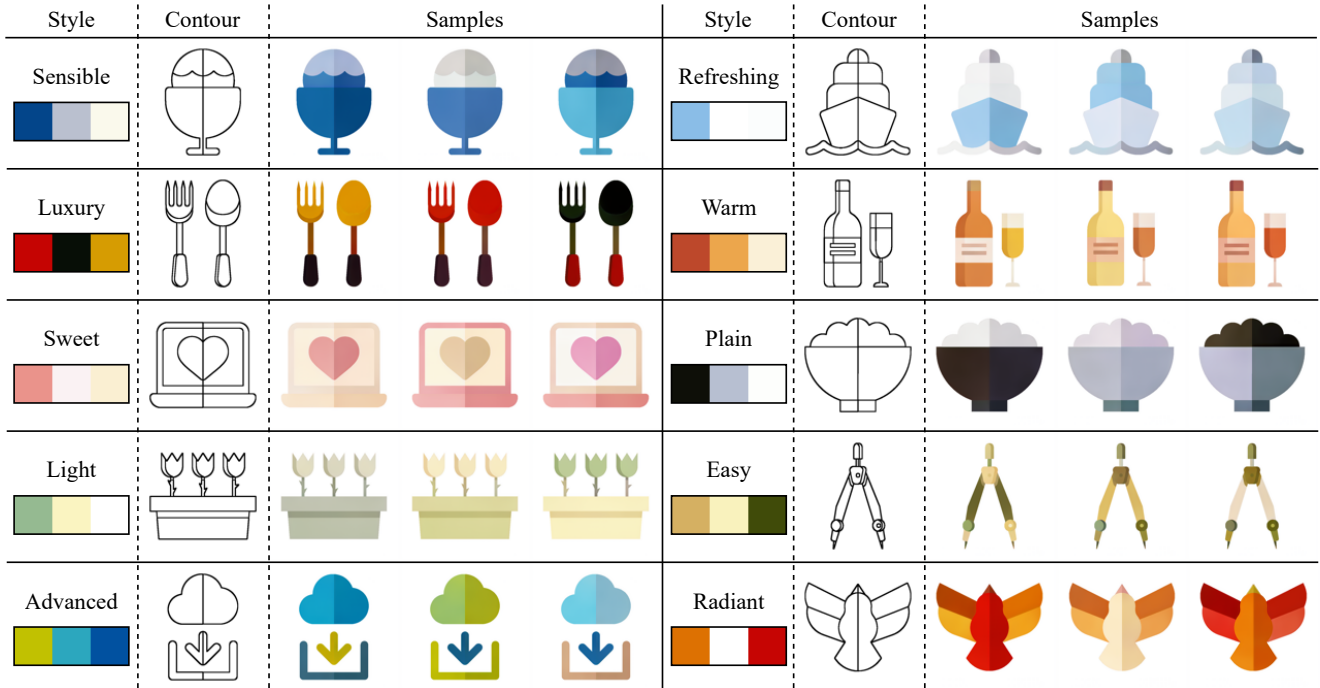 Style Contour Samples Style Contour Samples
Sensible Refreshing
Luxury Warm
Sweet Plain
Light Easy
Advanced Radiant